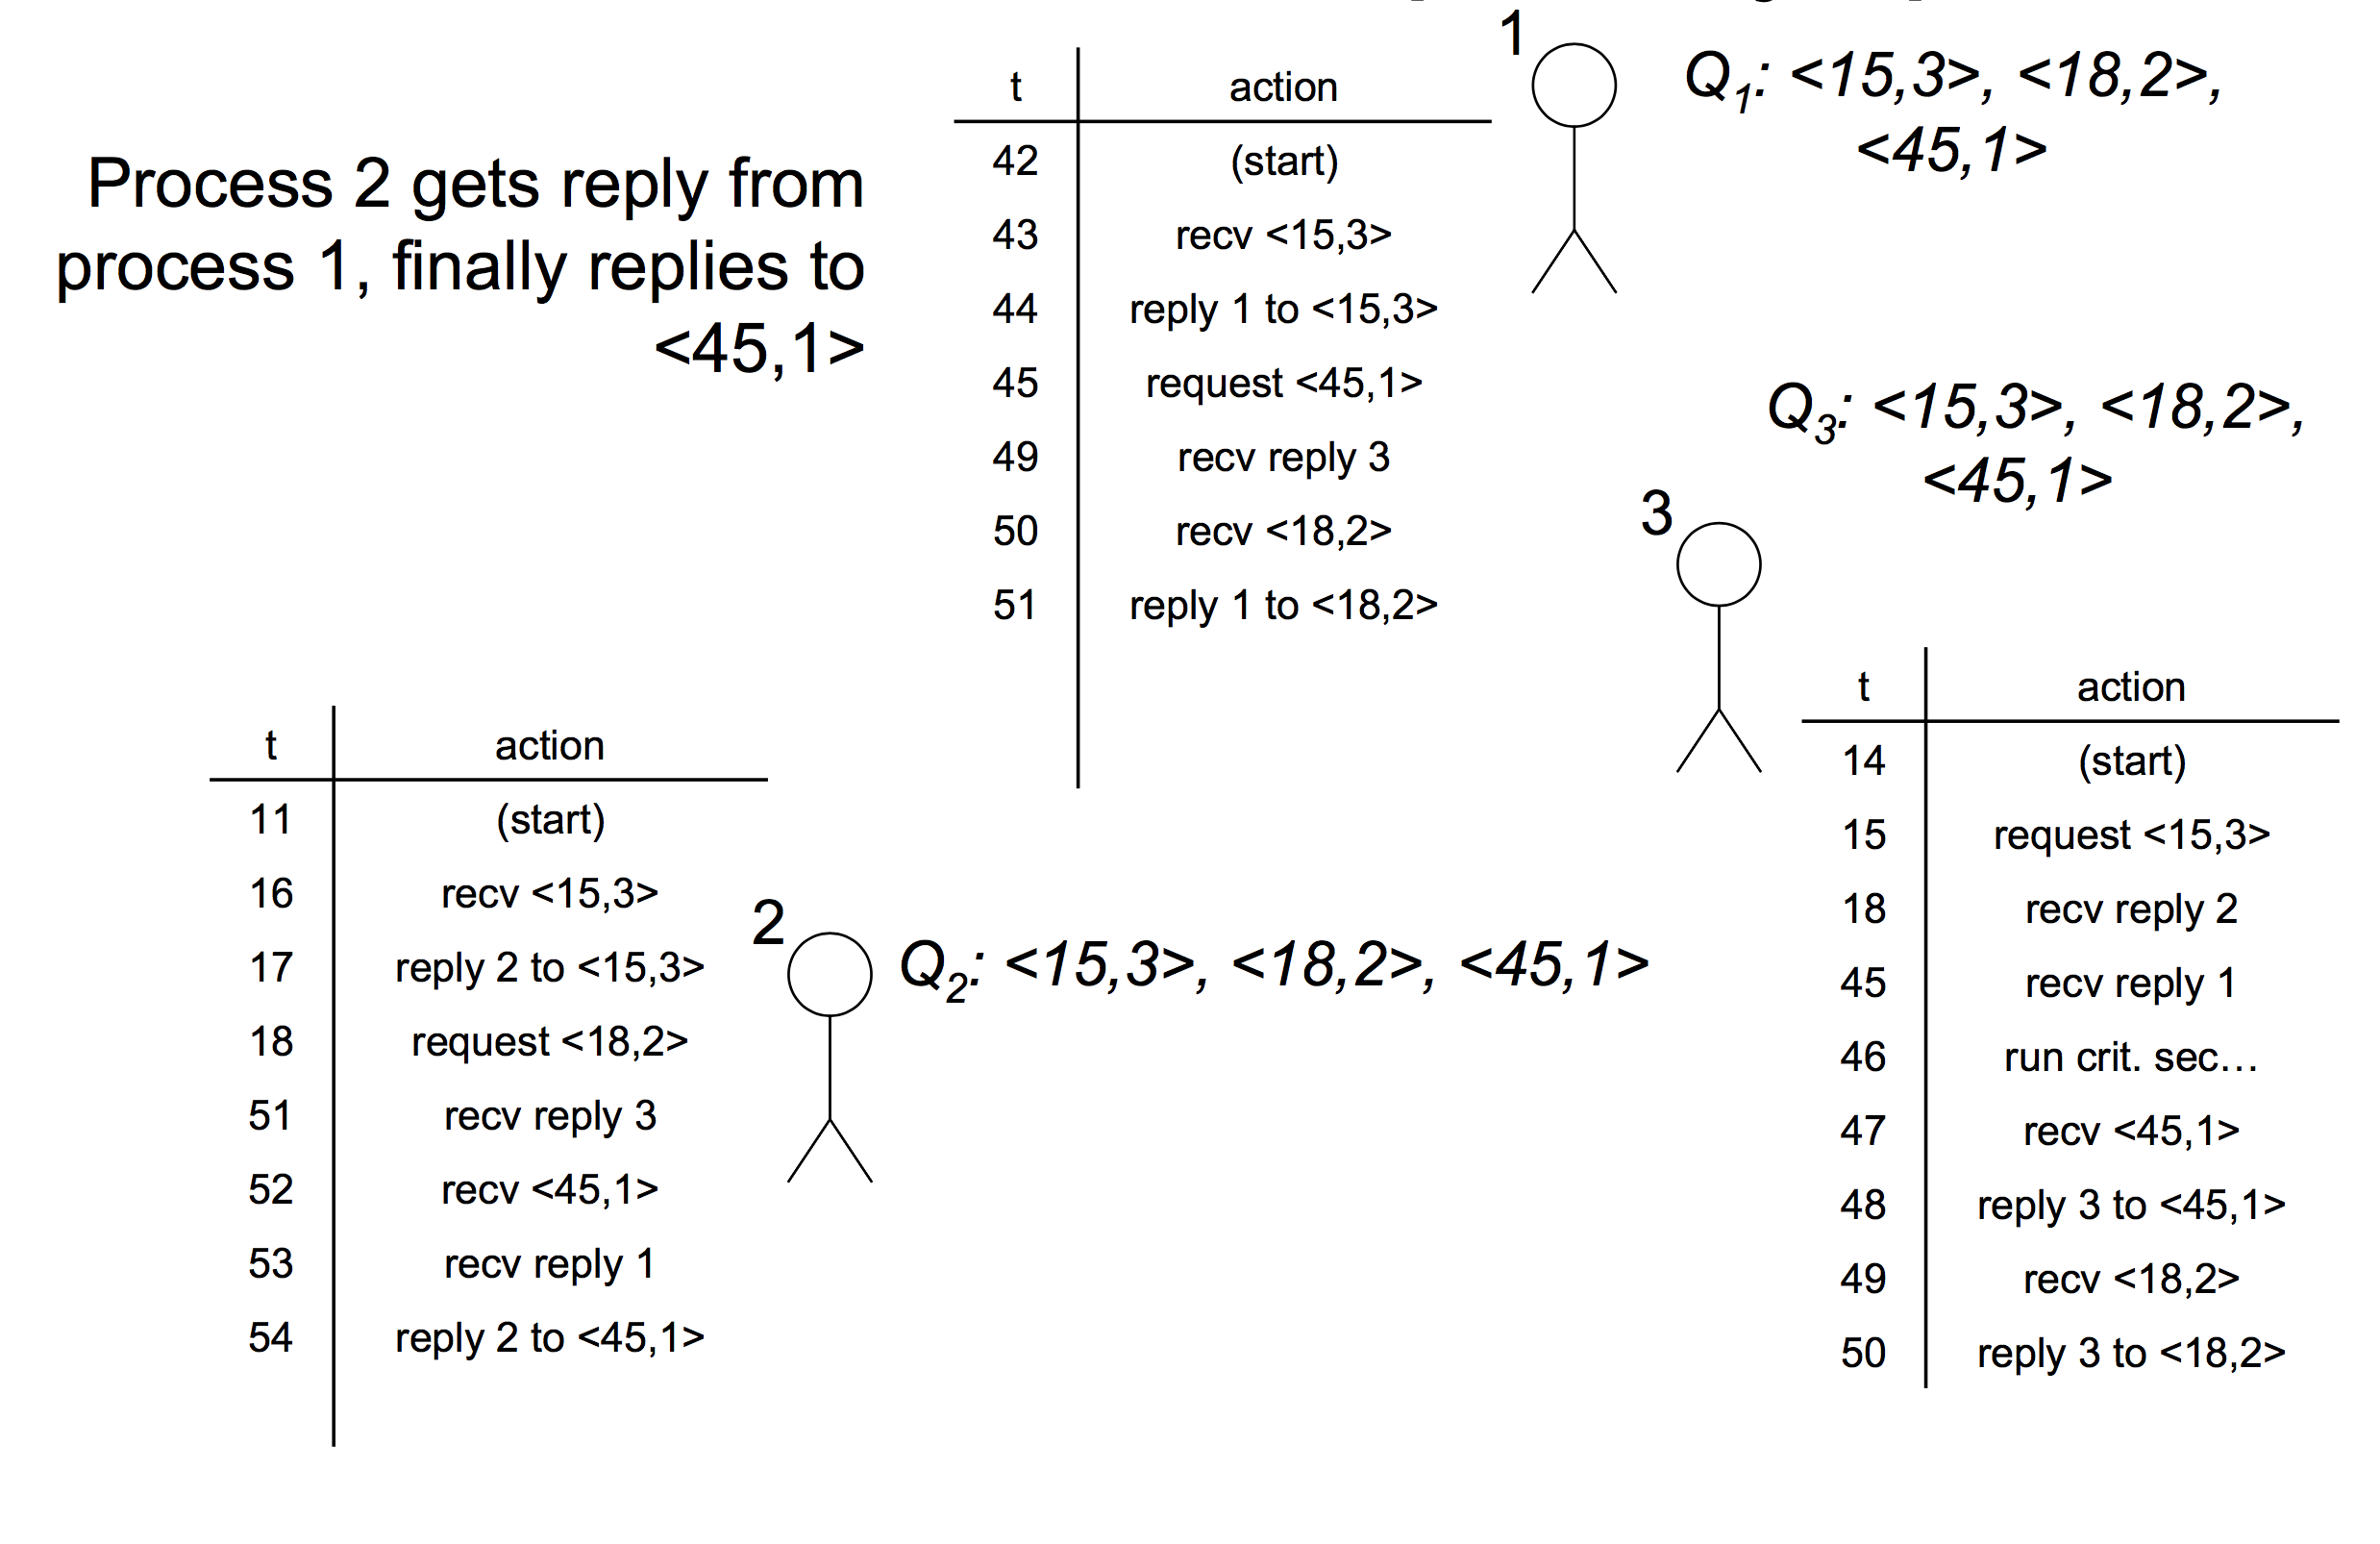 Process 2 gets reply from
process 1, finally replies to
<45,1>
t action
42 (start)
43 recv <15,3>
44 reply 1 to <15,3>
45 request <45,1>
49 recv reply 3
50 recv <18,2>
51 reply 1 to <18,2>
1
Q1: <15,3>, <18,2>,
<45,1>
Q3: <15,3>, <18,2>,
<45,1>
3
t action
11 (start)
16 recv <15,3>
17 reply 2 to <15,3>
18 request <18,2>
51 recv reply 3
52 recv <45,1>
53 recv reply 1
54 reply 2 to <45,1>
2
Q2: <15,3>, <18,2>, <45,1>
t action
14 (start)
15 request <15,3>
18 recv reply 2
45 recv reply 1
46 run crit. sec…
47 recv <45,1>
48 reply 3 to <45,1>
49 recv <18,2>
50 reply 3 to <18,2>